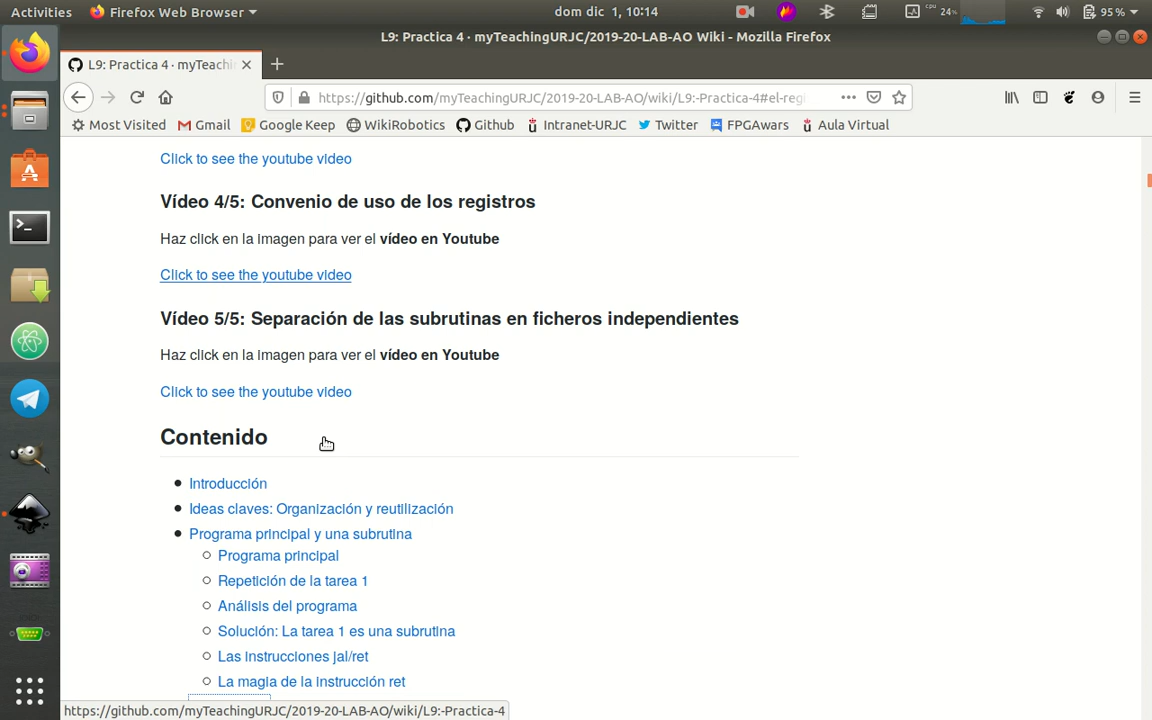 Activities Firefox Web Browser dom dic 1, 10:14 cpu 24% 95%
L9: Practica 4 · myTeachingURJC/2019-20-LAB-AO Wiki - Mozilla Firefox
L9: Practica 4 · myTeachi
https://github.com/myTeachingURJC/2019-20-LAB-AO/wiki/L9:-Practica-4#el-regi
Most Visited Gmail Google Keep WikiRobotics Github Intranet-URJC Twitter FPGAwars Aula Virtual
Click to see the youtube video
Vídeo 4/5: Convenio de uso de los registros
Haz click en la imagen para ver el vídeo en Youtube
Click to see the youtube video
Vídeo 5/5: Separación de las subrutinas en ficheros independientes
Haz click en la imagen para ver el vídeo en Youtube
Click to see the youtube video
Contenido
Introducción
Ideas claves: Organización y reutilización
Programa principal y una subrutina
Programa principal
Repetición de la tarea 1
Análisis del programa
Solución: La tarea 1 es una subrutina
Las instrucciones jal/ret
La magia de la instrucción ret
https://github.com/myTeachingURJC/2019-20-LAB-AO/wiki/L9:-Practica-4